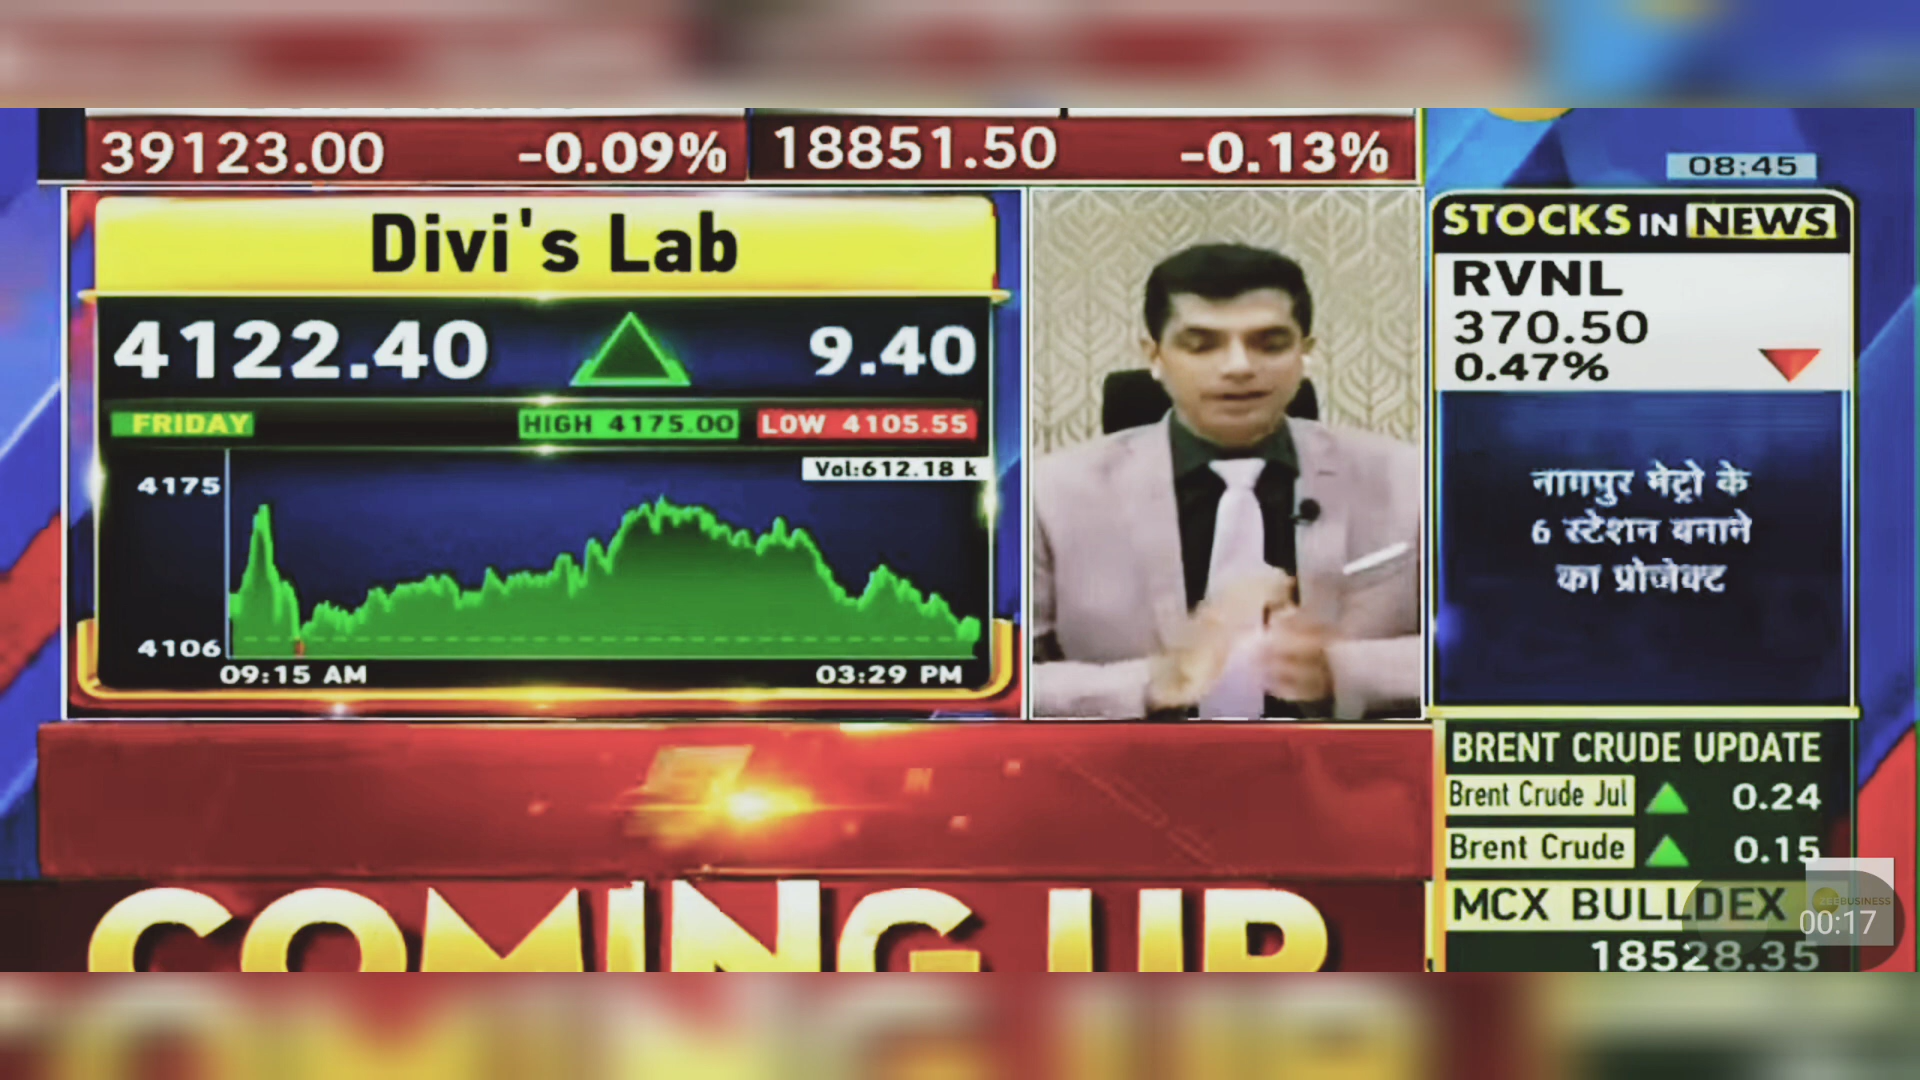 39123.00 -0.09% 18851.50 -0.13%
08:45
Divi's Lab
4122.40 9.40
FRIDAY HIGH 4175.00 LOW 4105.55
Vol:612.18 k
4175
4106
09:15 AM 03:29 PM
STOCKS IN NEWS
RVNL
370.50
0.47%
नागपुर मेट्रो के
6 स्टेशन बनाने
का प्रोजेक्ट
BRENT CRUDE UPDATE
Brent Crude Jul 0.24
Brent Crude 0.15
MCX BULLDEX
18528.35
ZEEBUSINESS
00:17
COMING UP